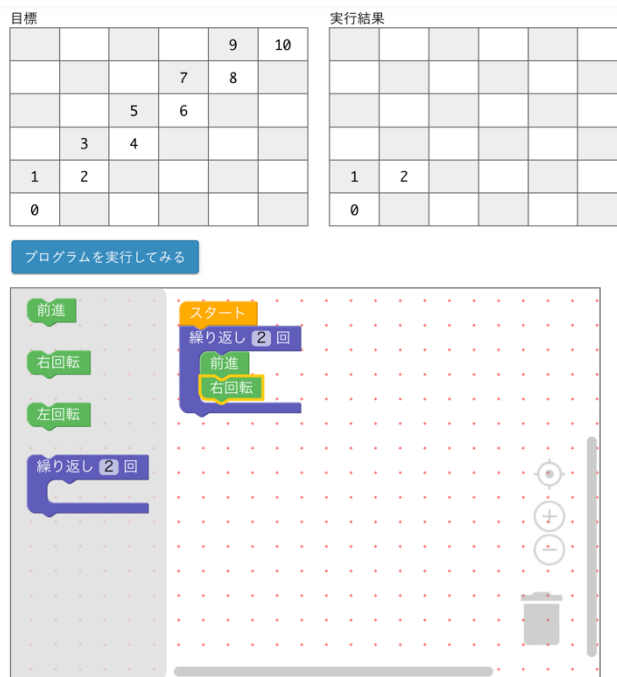 目標
実行結果
9 10
7 8
5 6
3 4
1 2
0
1 2
0
プログラムを実行してみる
前進
右回転
左回転
繰り返し 2 回
スタート
繰り返し 2 回
前進
右回転